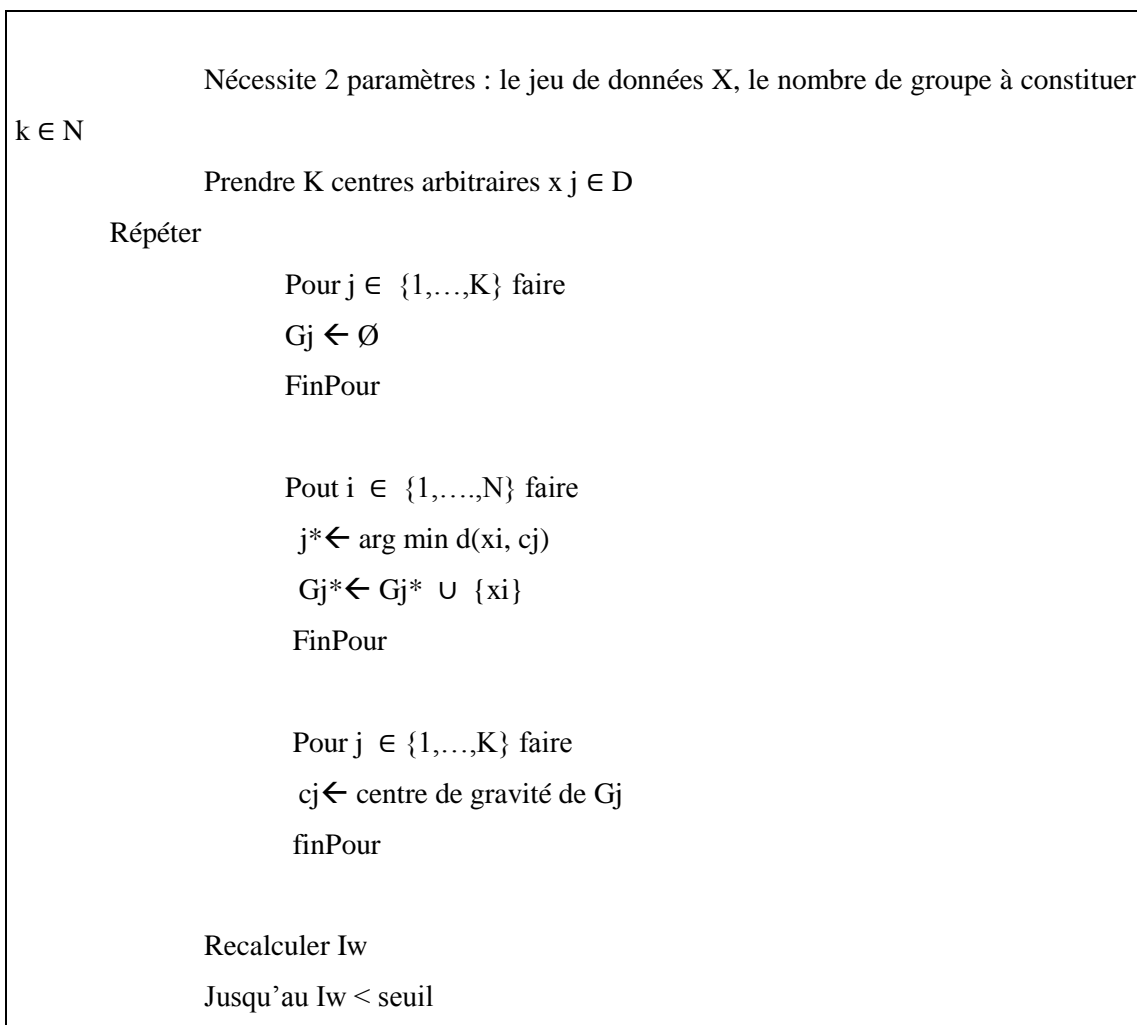 Nécessite 2 paramètres : le jeu de données X, le nombre de groupe à constituer
k ∈ N
Prendre K centres arbitraires x j ∈ D
Répéter
Pour j ∈ {1,…,K} faire
Gj ← Ø
FinPour
Pout i ∈ {1,….,N} faire
j*← arg min d(xi, cj)
Gj*← Gj* ∪ {xi}
FinPour
Pour j ∈ {1,…,K} faire
cj← centre de gravité de Gj
finPour
Recalculer Iw
Jusqu’au Iw < seuil